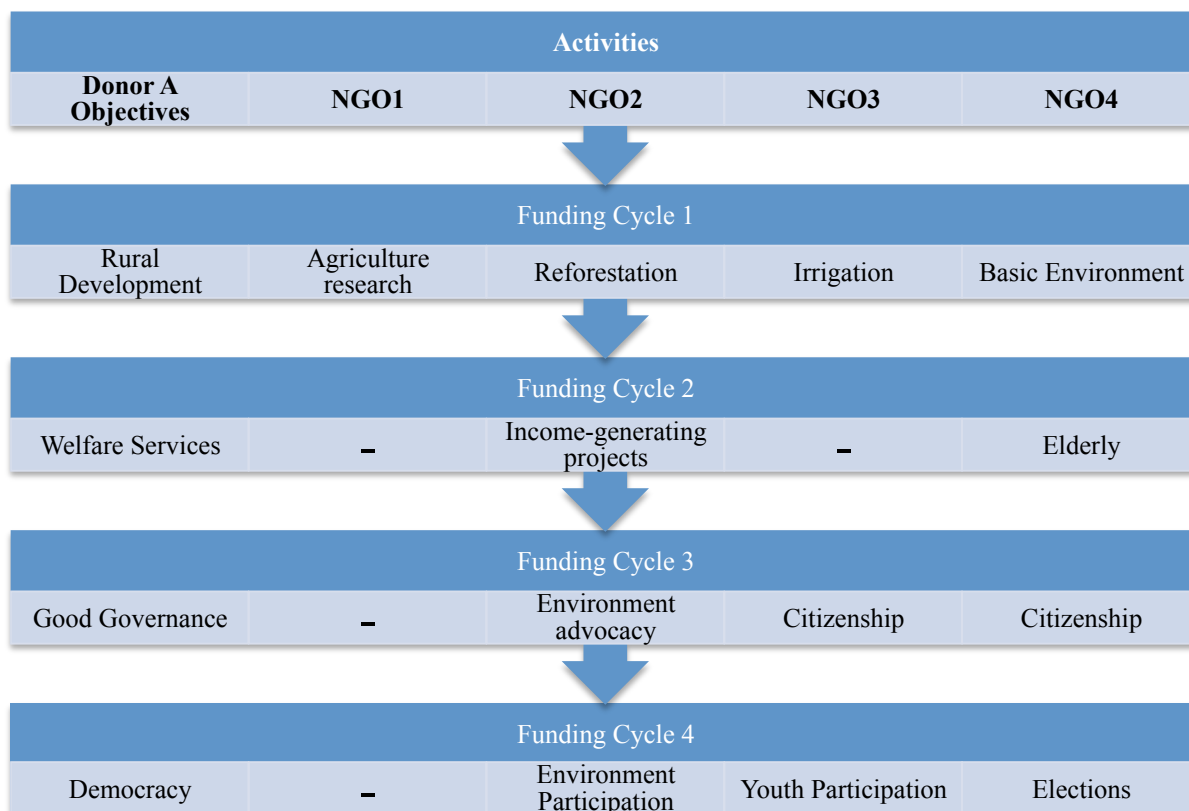 Activities
Donor A Objectives NGO1 NGO2 NGO3 NGO4
Funding Cycle 1
Rural Development Agriculture research Reforestation Irrigation Basic Environment
Funding Cycle 2
Welfare Services - Income-generating projects - Elderly
Funding Cycle 3
Good Governance - Environment advocacy Citizenship Citizenship
Funding Cycle 4
Democracy - Environment Participation Youth Participation Elections